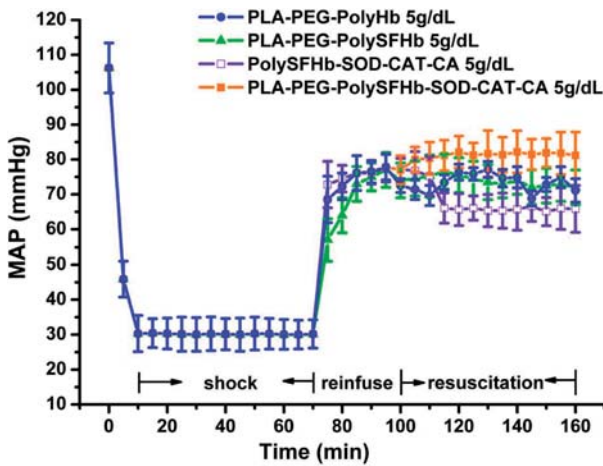 PLA-PEG-PolyHb 5g/dL
PLA-PEG-PolySFHb 5g/dL
PolySFHb-SOD-CAT-CA 5g/dL
PLA-PEG-PolySFHb-SOD-CAT-CA 5g/dL
MAP (mmHg)
120
110
100
90
80
70
60
50
40
30
20
10
shock reinfuse resuscitation
0 20 40 60 80 100 120 140 160
Time (min)